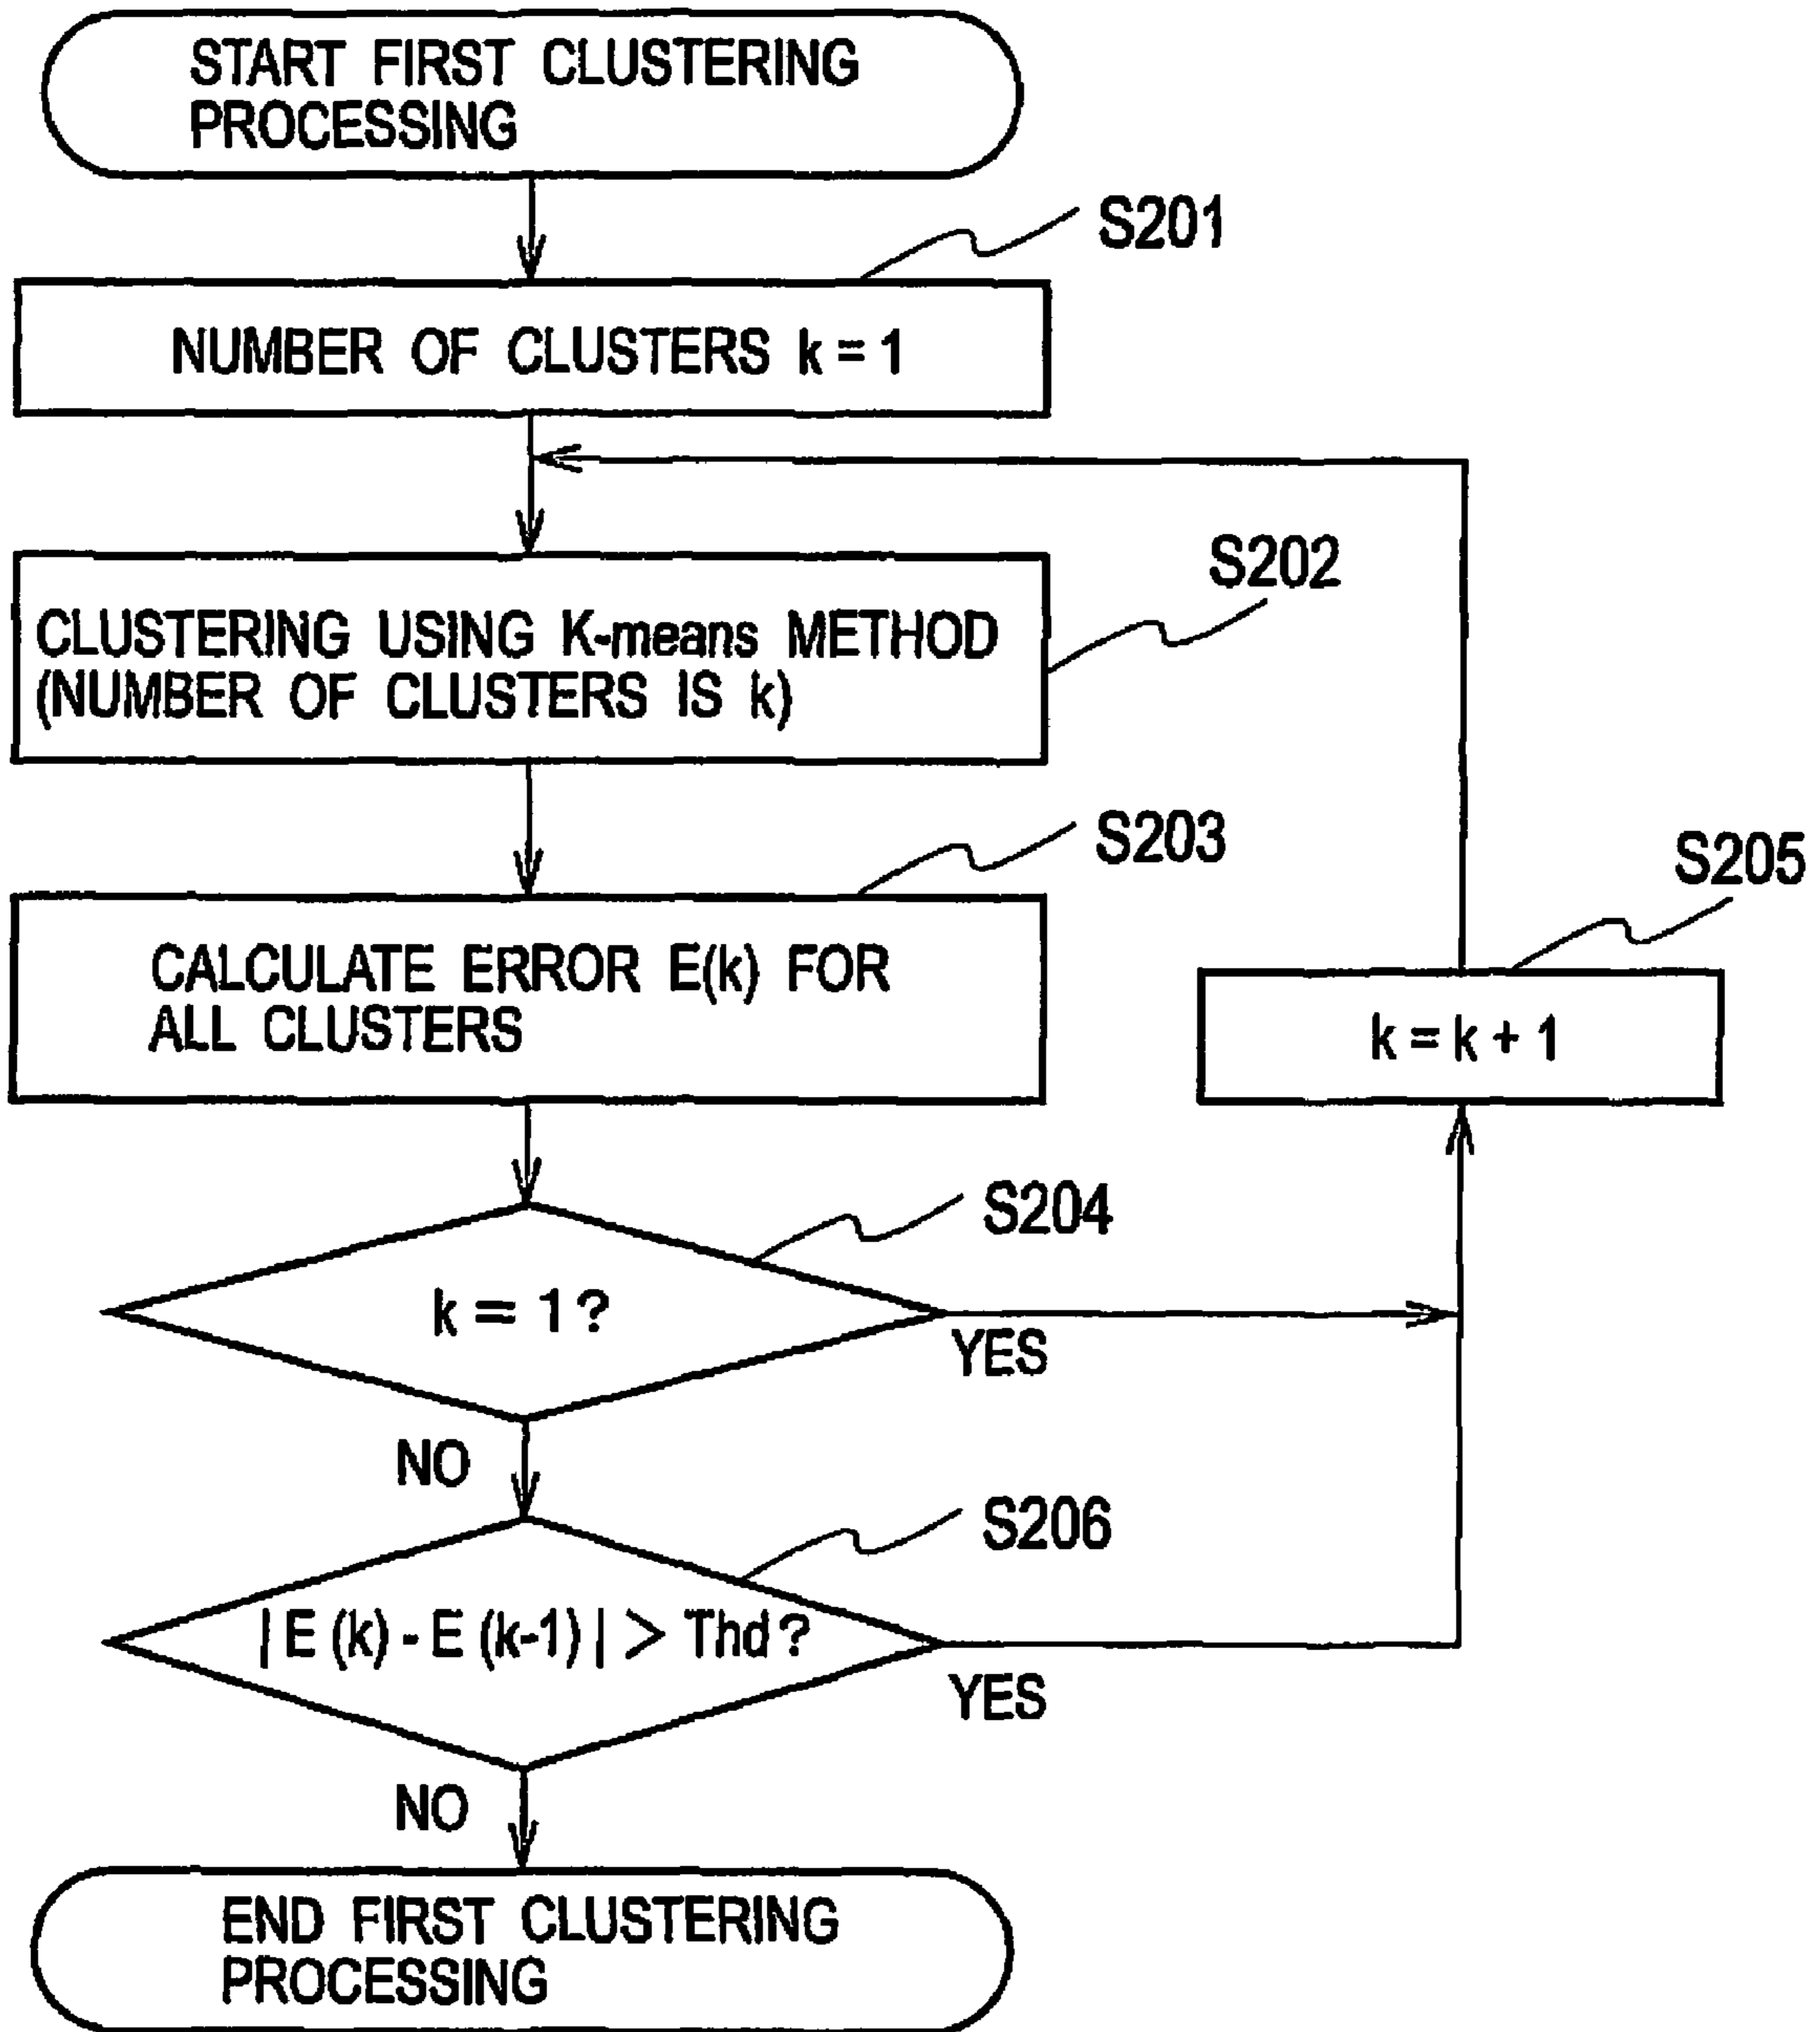 START FIRST CLUSTERING
PROCESSING
S201
NUMBER OF CLUSTERS k = 1
S202
CLUSTERING USING K-means METHOD
(NUMBER OF CLUSTERS IS k)
S203
CALCULATE ERROR E(k) FOR
ALL CLUSTERS
S205
k = k + 1
S204
k = 1 ?
YES
NO
S206
| E (k) - E (k-1) | > Thd ?
YES
NO
END FIRST CLUSTERING
PROCESSING